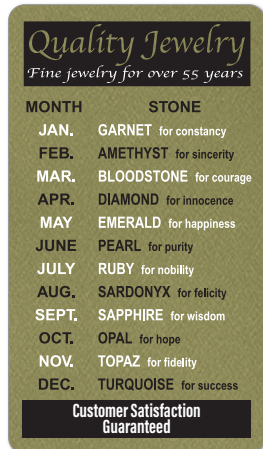 Quality Jewelry
Fine jewelry for over 55 years
MONTH STONE
JAN. GARNET for constancy
FEB. AMETHYST for sincerity
MAR. BLOODSTONE for courage
APR. DIAMOND for innocence
MAY EMERALD for happiness
JUNE PEARL for purity
JULY RUBY for nobility
AUG. SARDONYX for felicity
SEPT. SAPPHIRE for wisdom
OCT. OPAL for hope
NOV. TOPAZ for fidelity
DEC. TURQUOISE for success
Customer Satisfaction
Guaranteed